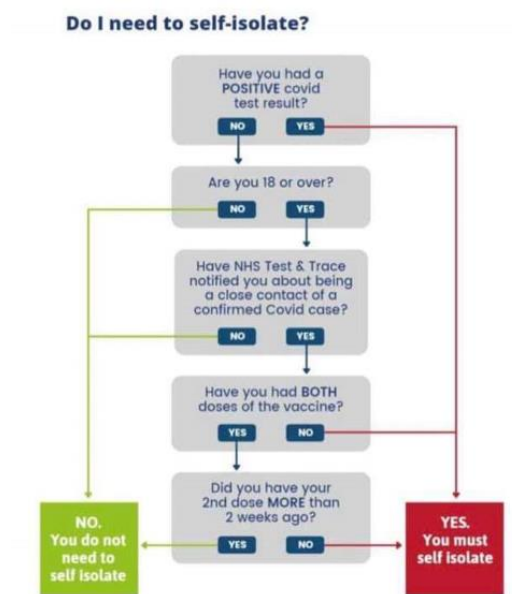 Do I need to self-isolate?
Have you had a
POSITIVE covid
test result?
NO YES
Are you 18 or over?
NO YES
Have NHS Test & Trace
notified you about being
a close contact of a
confirmed Covid case?
NO YES
Have you had BOTH
doses of the vaccine?
YES NO
Did you have your
2nd dose MORE than
2 weeks ago?
YES NO
NO.
You do not
need to
self isolate
YES.
You must
self isolate